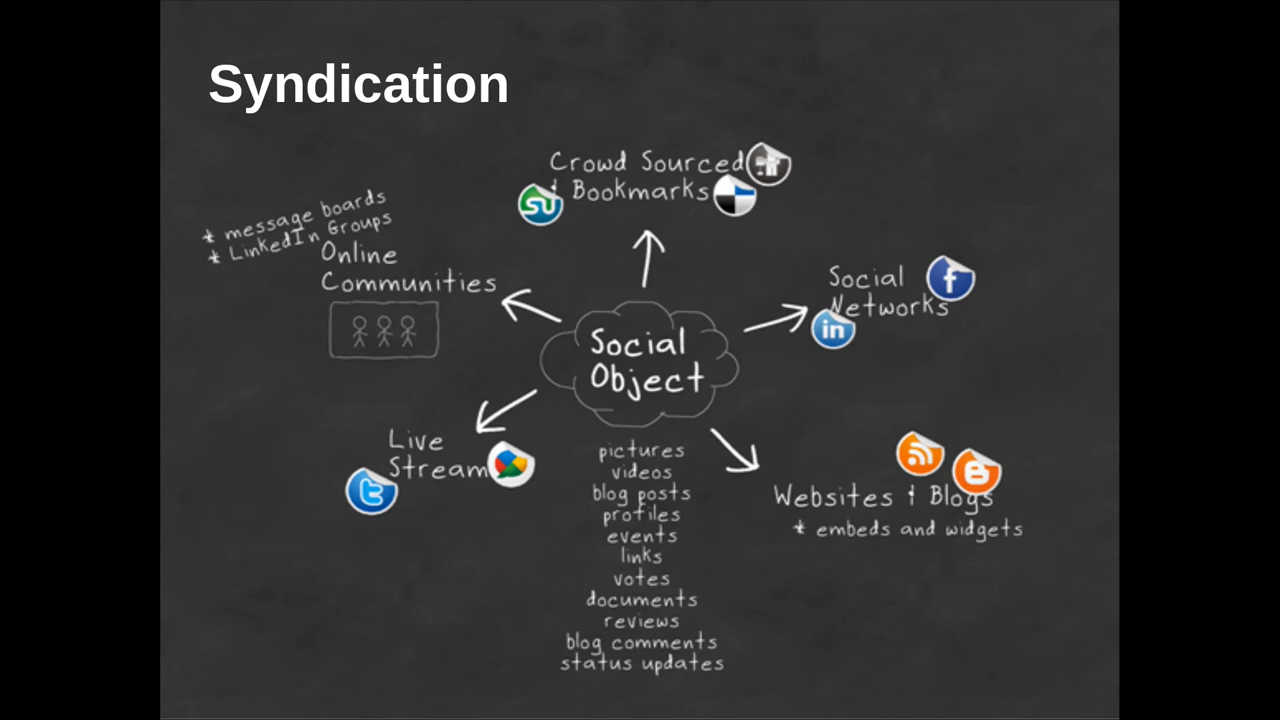 Syndication
Crowd Sourced
& Bookmarks
* message boards
* LinkedIn Groups
Online
Communities
Social
Networks
f
in
Social
Object
Live
Stream
t
Websites & Blogs
* embeds and widgets
pictures
videos
blog posts
profiles
events
links
votes
documents
reviews
blog comments
status updates